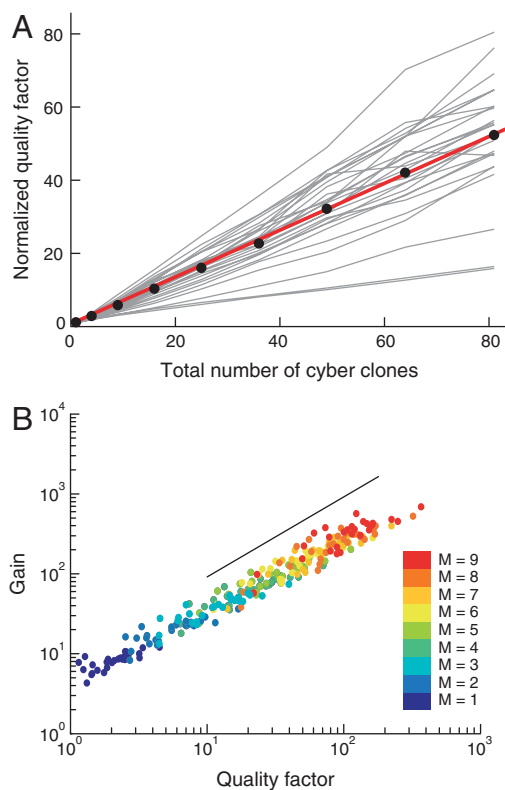 A
Normalized quality factor
80
60
40
20
0
0
20
40
60
80
Total number of cyber clones
B
Gain
10^4
10^3
10^2
10^1
10^0
M = 9
M = 8
M = 7
M = 6
M = 5
M = 4
M = 3
M = 2
M = 1
10^0
10^1
10^2
10^3
Quality factor